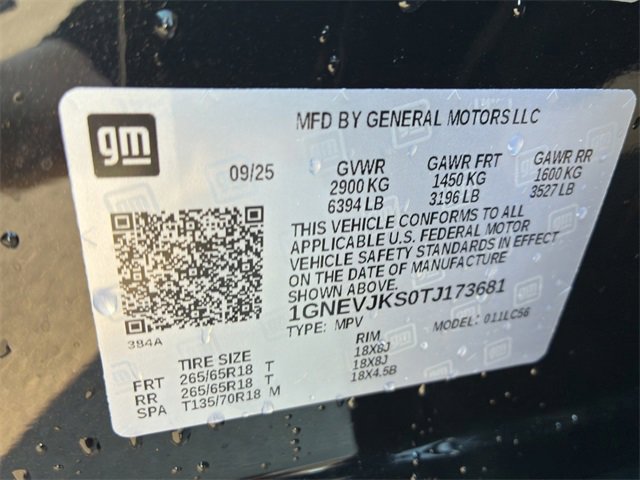 gm
MFD BY GENERAL MOTORS LLC
09/25
GVWR GAWR FRT GAWR RR
2900 KG 1450 KG 1600 KG
6394 LB 3196 LB 3527 LB
THIS VEHICLE CONFORMS TO ALL
APPLICABLE U.S. FEDERAL MOTOR
VEHICLE SAFETY STANDARDS IN EFFECT
ON THE DATE OF MANUFACTURE
SHOWN ABOVE.
1GNEVJKS0TJ173681
TYPE: MPV MODEL: 011LC56
384A
TIRE SIZE RIM
FRT 265/65R18 T 18X8J
RR 265/65R18 T 18X8J
SPA T135/70R18 M 18X4.5B